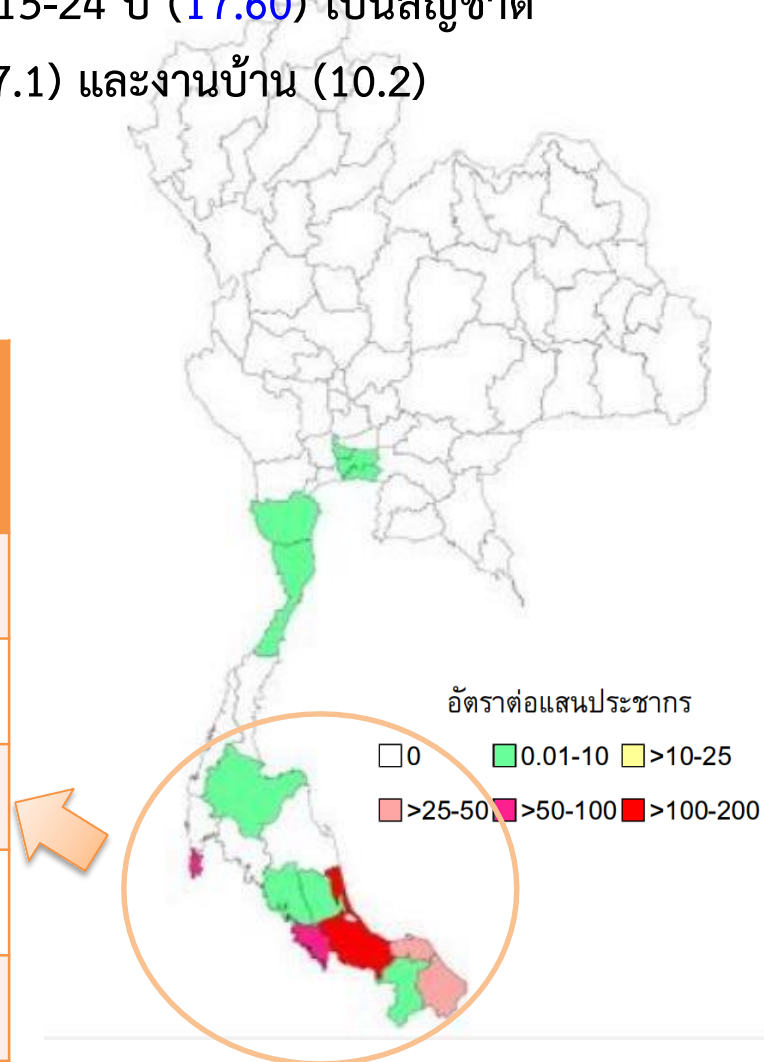 15-24 ปี (17.60) เป็นสัญชาติ
7.1) และงานบ้าน (10.2)
อัตราต่อแสนประชากร
0 0.01-10 >10-25
>25-50 >50-100 >100-200